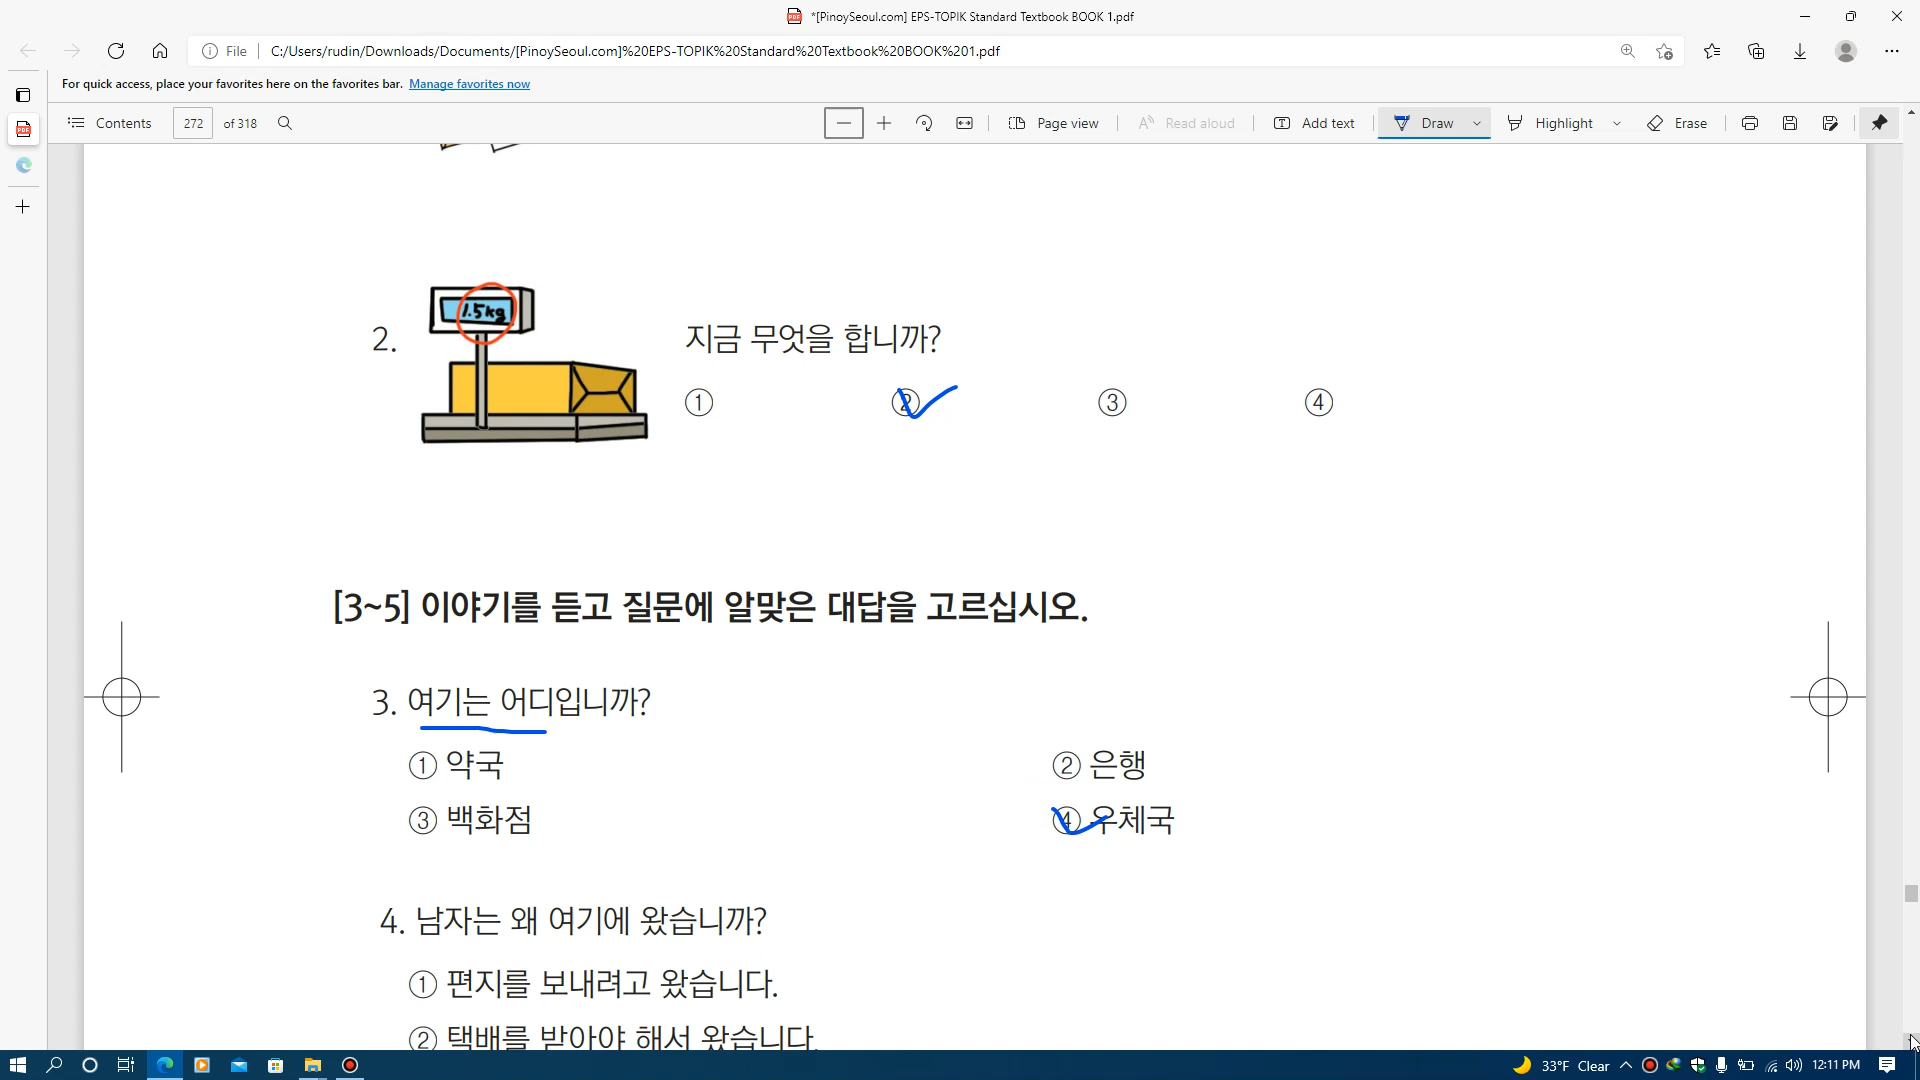 *[PinoySeoul.com] EPS-TOPIK Standard Textbook BOOK 1.pdf
File C:/Users/rudin/Downloads/Documents/[PinoySeoul.com]%20EPS-TOPIK%20Standard%20Textbook%20BOOK%201.pdf
For quick access, place your favorites here on the favorites bar. Manage favorites now
Contents 272 of 318 Page view Read aloud Add text Draw Highlight Erase
1.5kg
2. 지금 무엇을 합니까?
① ② ③ ④
[3~5] 이야기를 듣고 질문에 알맞은 대답을 고르십시오.
3. 여기는 어디입니까?
① 약국 ② 은행
③ 백화점 ④ 우체국
4. 남자는 왜 여기에 왔습니까?
① 편지를 보내려고 왔습니다.
② 택배를 받아야 해서 왔습니다.
33°F Clear 12:11 PM